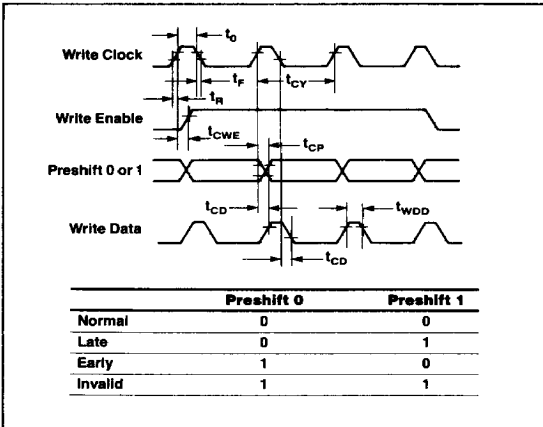 t0
Write Clock
tF
tCY
tR
Write Enable
tCWE
tCP
Preshift 0 or 1
tCD
tWDD
Write Data
tCD
Preshift 0 Preshift 1
Normal 0 0
Late 0 1
Early 1 0
Invalid 1 1